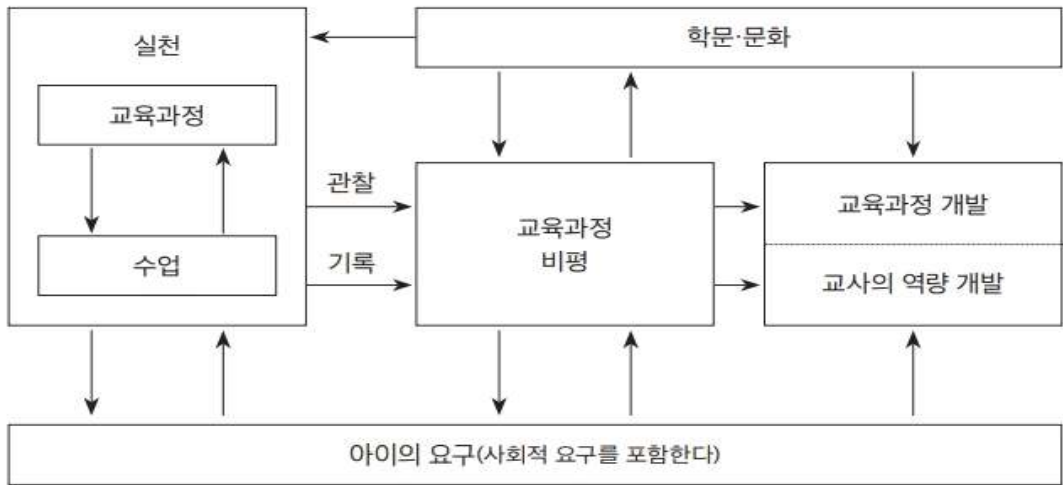 실천
학문·문화
교육과정
관찰
교육과정
비평
교육과정 개발
수업
기록
교사의 역량 개발
아이의 요구(사회적 요구를 포함한다)